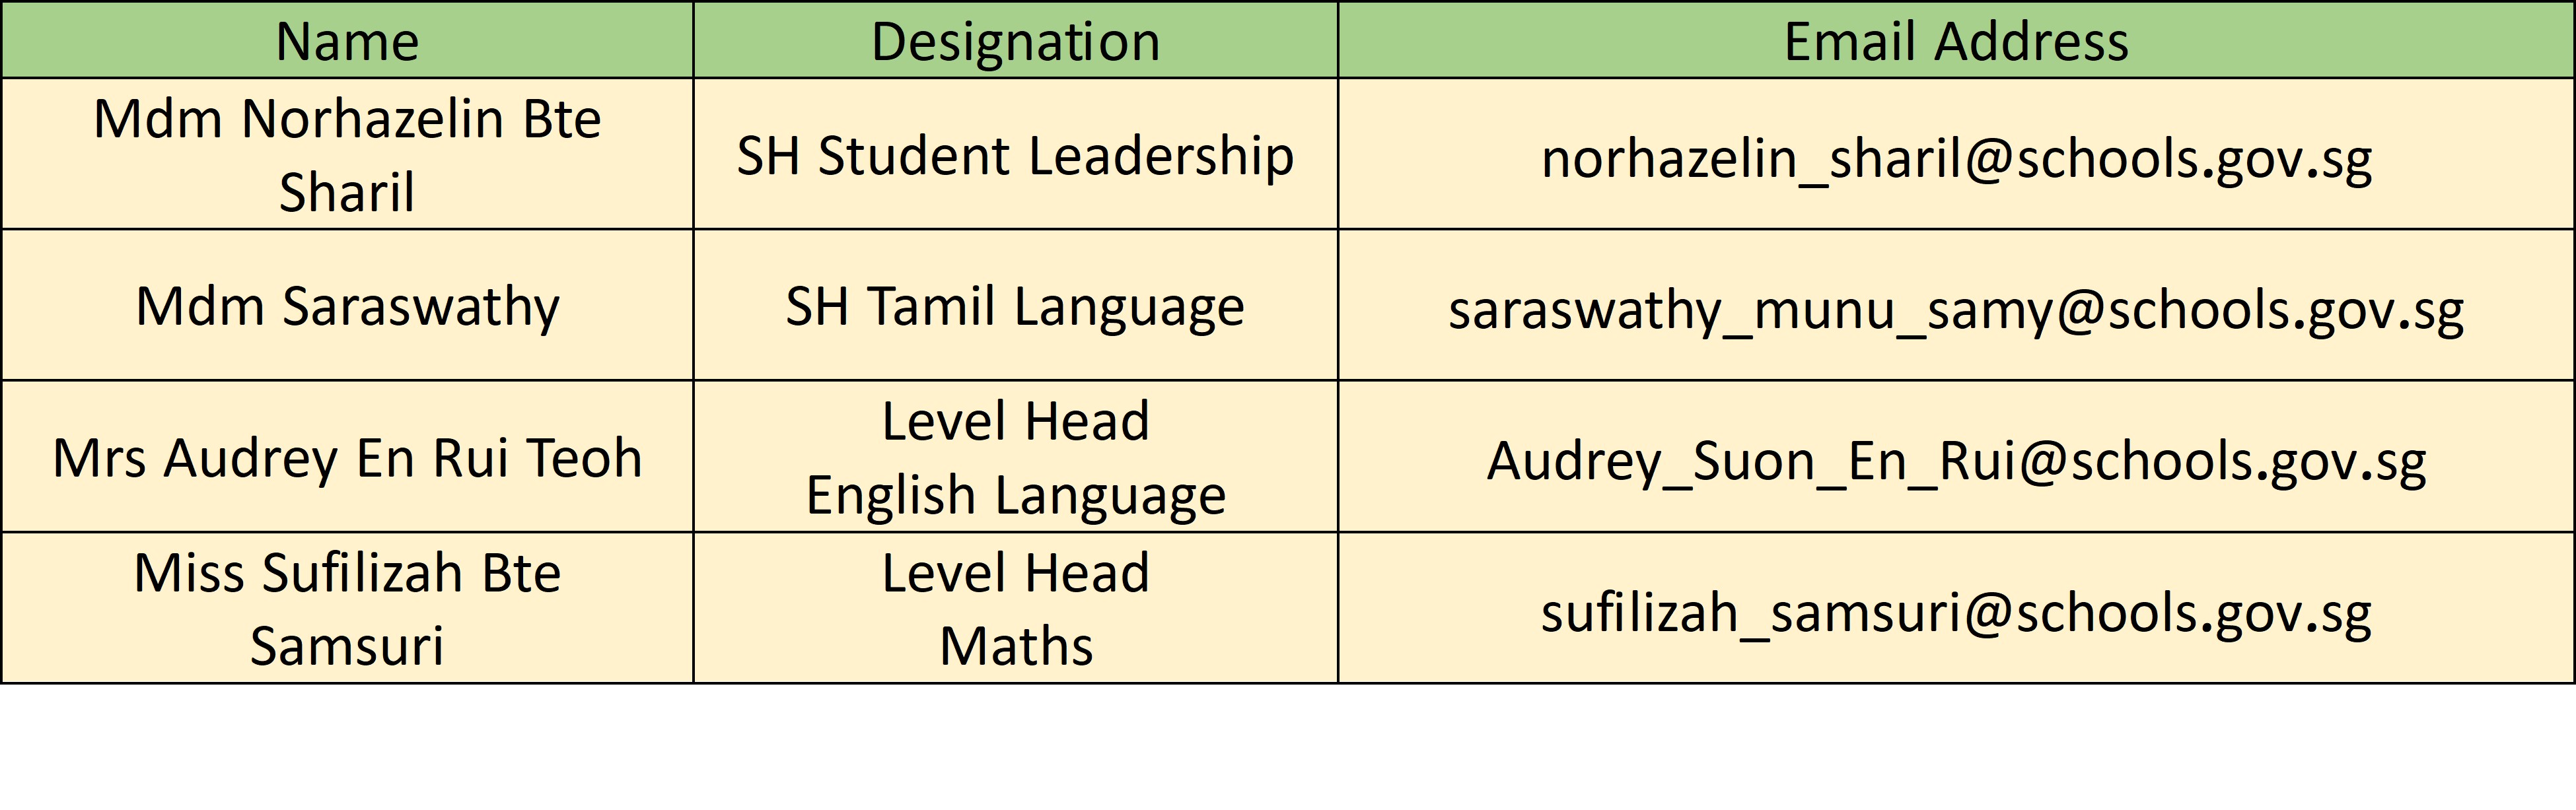 Name Designation Email Address
Mdm Norhazelin Bte
Sharil
SH Student Leadership
norhazelin_sharil@schools.gov.sg
Mdm Saraswathy
SH Tamil Language
saraswathy_munu_samy@schools.gov.sg
Mrs Audrey En Rui Teoh
Level Head
English Language
Audrey_Suon_En_Rui@schools.gov.sg
Miss Sufilizah Bte
Samsuri
Level Head
Maths
sufilizah_samsuri@schools.gov.sg